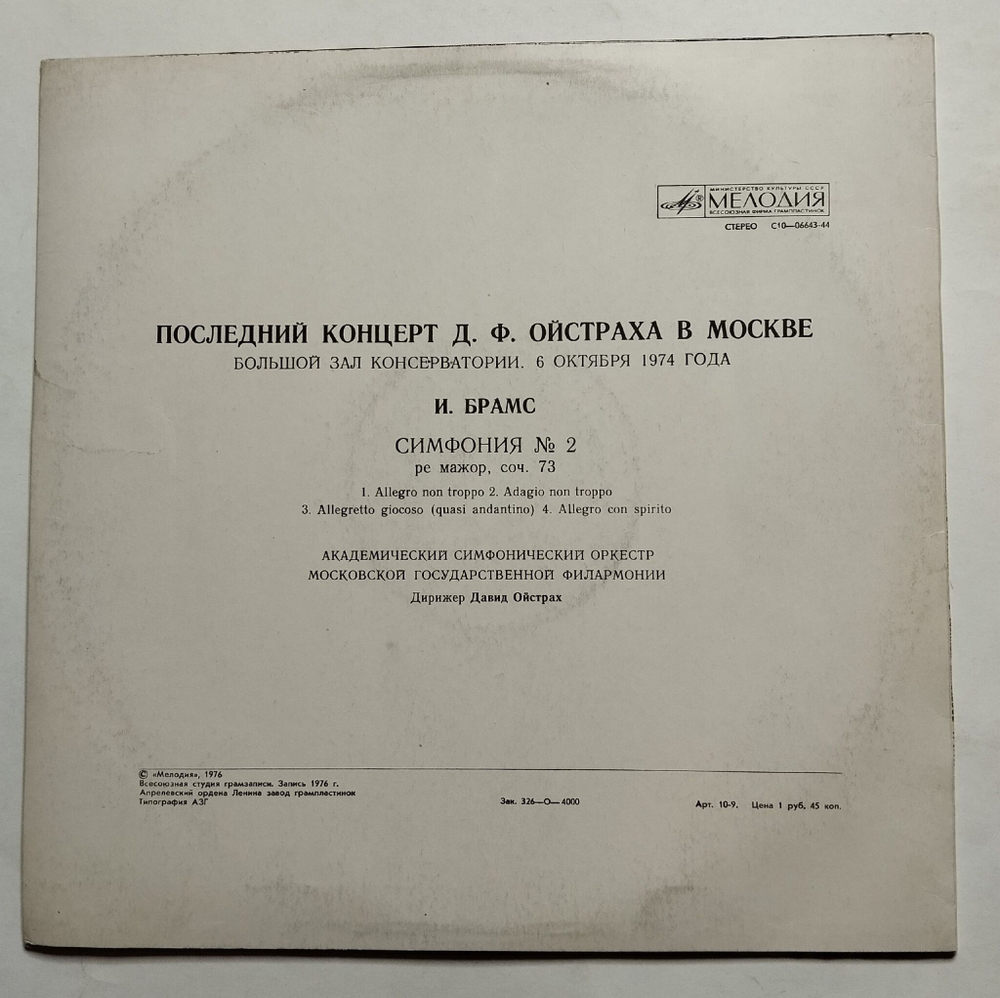 МИНИСТЕРСТВО КУЛЬТУРЫ СССР
МЕЛОДИЯ
ВСЕСОЮЗНАЯ ФИРМА ГРАМПЛАСТИНОК
СТЕРЕО С10—06643-44
ПОСЛЕДНИЙ КОНЦЕРТ Д. Ф. ОЙСТРАХА В МОСКВЕ
БОЛЬШОЙ ЗАЛ КОНСЕРВАТОРИИ. 6 ОКТЯБРЯ 1974 ГОДА
И. БРАМС
СИМФОНИЯ № 2
ре мажор, соч. 73
1. Allegro non troppo 2. Adagio non troppo
3. Allegretto giocoso (quasi andantino) 4. Allegro con spirito
АКАДЕМИЧЕСКИЙ СИМФОНИЧЕСКИЙ ОРКЕСТР
МОСКОВСКОЙ ГОСУДАРСТВЕННОЙ ФИЛАРМОНИИ
Дирижер Давид Ойстрах
© «Мелодия», 1976
Всесоюзная студия грамзаписи. Запись 1976 г.
Апрелевский ордена Ленина завод грампластинок
Типография АЗГ
Зак. 326—О—4000
Арт. 10-9. Цена 1 руб. 45 коп.